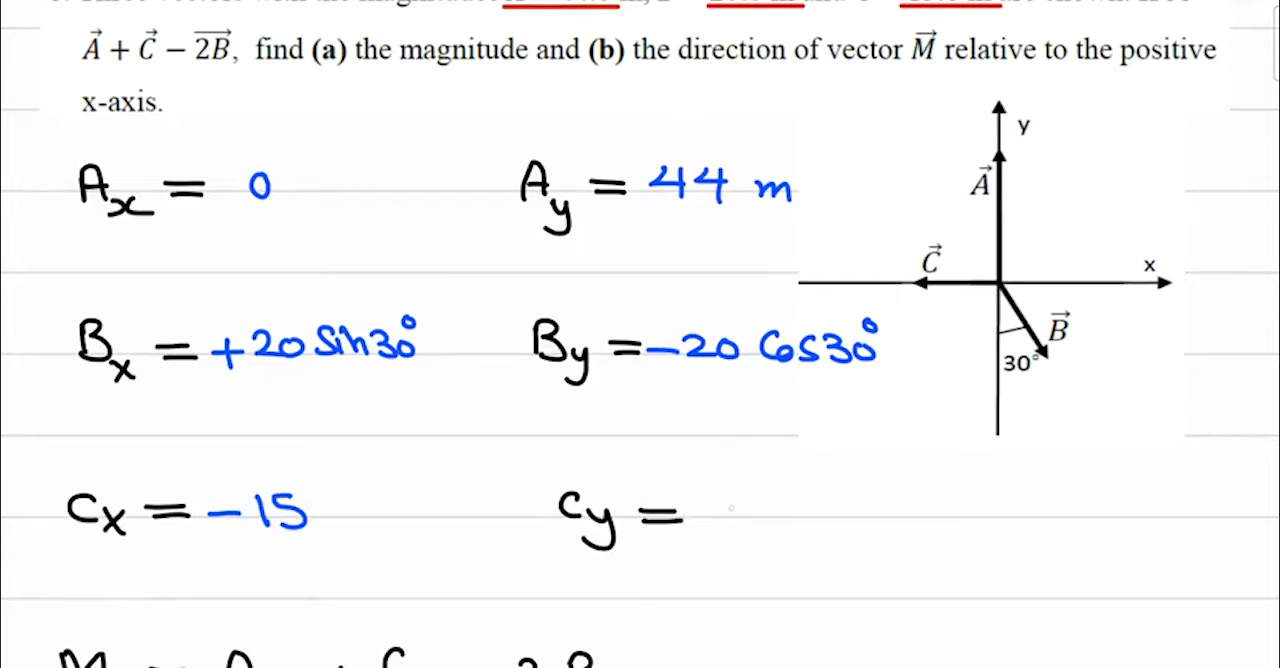 A⃗ + C⃗ − 2B⃗, find (a) the magnitude and (b) the direction of vector M⃗ relative to the positive
x-axis.
y
A⃗
Ax = 0
Ay = 44 m
C⃗
x
B⃗
30°
Bx = +20 Sin30°
By = -20 Cos30°
Cx = -15
Cy =